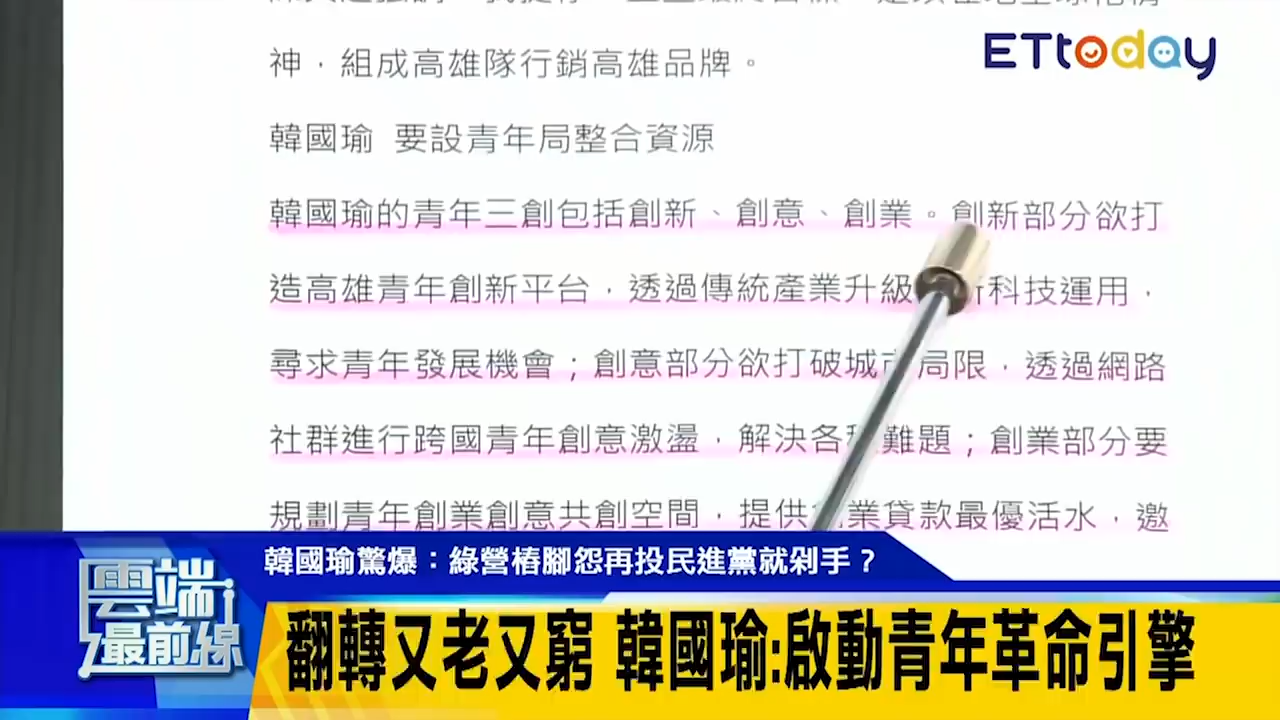 神，組成高雄隊行銷高雄品牌。
ETtoday
韓國瑜 要設青年局整合資源
韓國瑜的青年三創包括創新、創意、創業。創新部分欲打
造高雄青年創新平台，透過傳統產業升級 新科技運用，
尋求青年發展機會；創意部分欲打破城市局限，透過網路
社群進行跨國青年創意激盪，解決各種難題；創業部分要
規劃青年創業創意共創空間，提供創業貸款最優活水，邀
韓國瑜驚爆：綠營樁腳怨再投民進黨就剁手？
雲端最前線
翻轉又老又窮 韓國瑜:啟動青年革命引擎